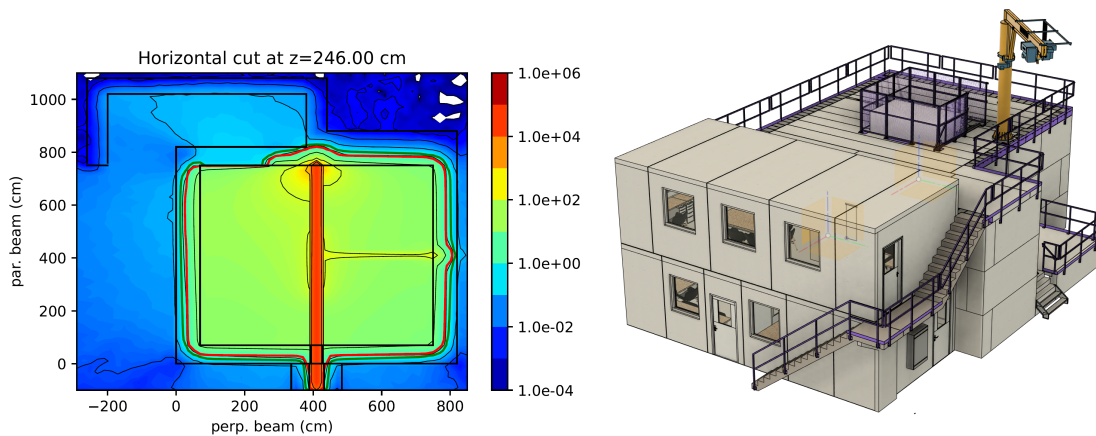 Horizontal cut at z=246.00 cm
1000
800
600
400
200
0
par. beam (cm)
−200
0
200
400
600
800
perp. beam (cm)
1.0e+06
1.0e+04
1.0e+02
1.0e+00
1.0e-02
1.0e-04